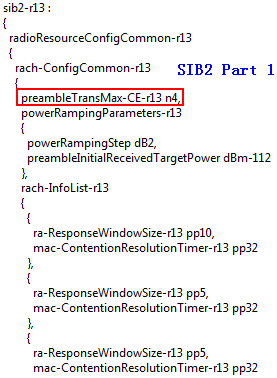 sib2-r13 :
{
radioResourceConfigCommon-r13
{
rach-ConfigCommon-r13 SIB2 Part 1
{
preambleTransMax-CE-r13 n4,
powerRampingParameters-r13
{
powerRampingStep dB2,
preambleInitialReceivedTargetPower dBm-112
},
rach-InfoList-r13
{
{
ra-ResponseWindowSize-r13 pp10,
mac-ContentionResolutionTimer-r13 pp32
},
{
ra-ResponseWindowSize-r13 pp5,
mac-ContentionResolutionTimer-r13 pp32
},
{
ra-ResponseWindowSize-r13 pp5,
mac-ContentionResolutionTimer-r13 pp32